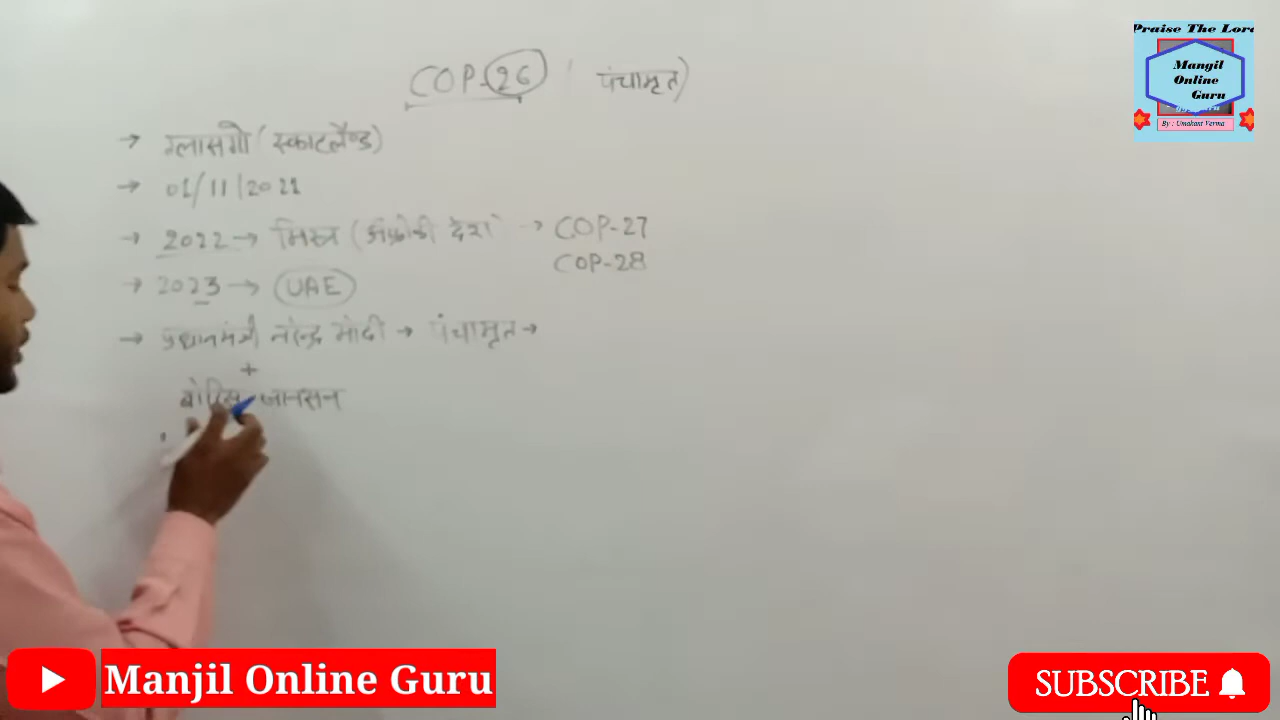 COP-26 ( पंचामृत)
→ ग्लासगो (स्काटलैण्ड)
→ 01/11/2021
→ 2022 → मिस्र (अफ्रीकी देश) → COP-27
COP-28
→ 2023 → UAE
→ प्रधानमंत्री नरेन्द्र मोदी → पंचामृत →
+
बोरिस जानसन
Praise The Lord
Mangil
Online
Guru
By : Umakant Verma
Manjil Online Guru
SUBSCRIBE